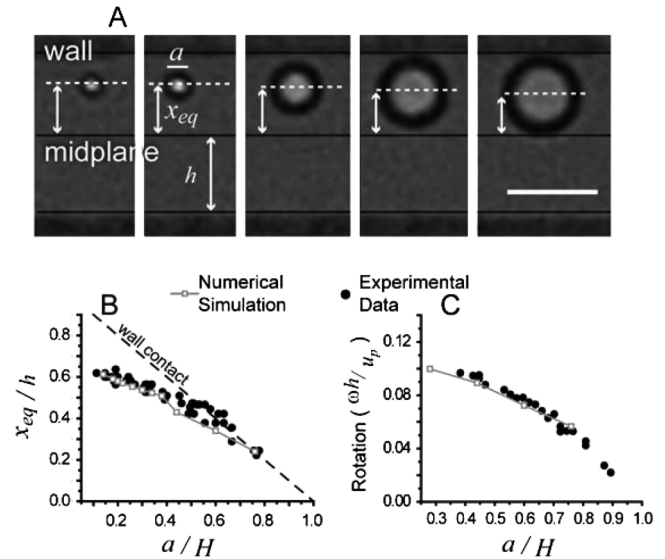 A
wall
a
x_eq
midplane
h
Numerical Simulation
Experimental Data
B
wall contact
x_eq / h
0.8
0.6
0.4
0.2
0.0
0.2 0.4 0.6 0.8 1.0
a / H
C
Rotation ( ωh / u_p )
0.12
0.08
0.04
0.00
0.3 0.4 0.5 0.6 0.7 0.8 0.9 1.0
a / H